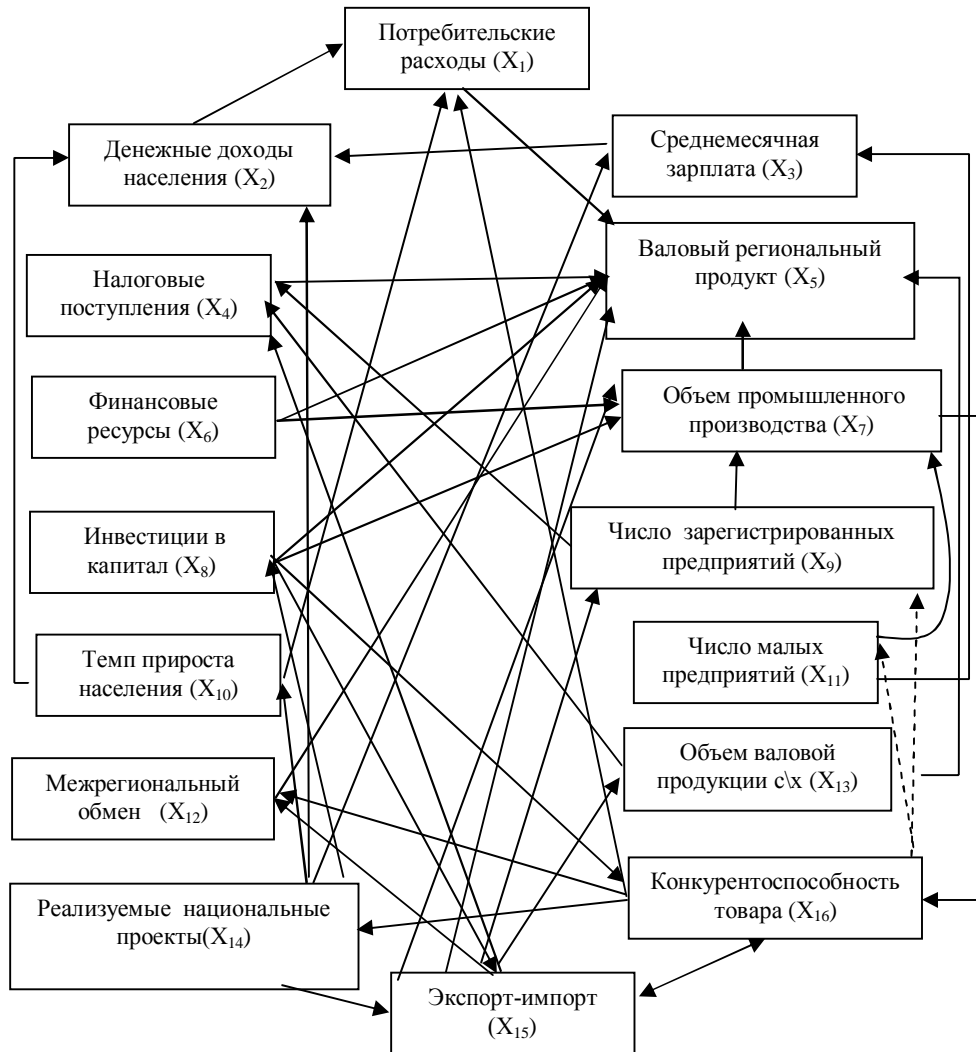 Потребительские
расходы (X₁)
Денежные доходы
населения (X₂)
Среднемесячная
зарплата (X₃)
Налоговые
поступления (X₄)
Валовый региональный
продукт (X₅)
Финансовые
ресурсы (X₆)
Объем промышленного
производства (X₇)
Инвестиции в
капитал (X₈)
Число зарегистрированных
предприятий (X₉)
Темп прироста
населения (X₁₀)
Число малых
предприятий (X₁₁)
Межрегиональный
обмен (X₁₂)
Объем валовой
продукции с\х (X₁₃)
Реализуемые национальные
проекты(X₁₄)
Конкурентоспособность
товара (X₁₆)
Экспорт-импорт
(X₁₅)